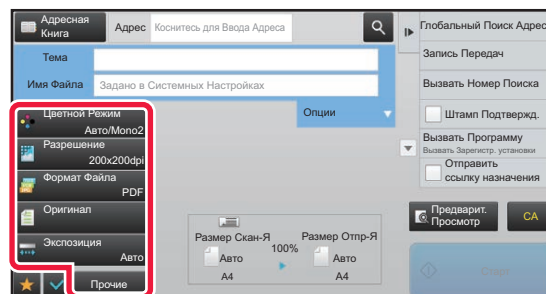 Адресная
Книга
Адрес
Коснитесь для Ввода Адреса
Тема
Имя Файла
Задано в Системных Настройках
Опции
Цветной Режим
Авто/Mono2
Разрешение
200x200dpi
Формат Файла
PDF
Оригинал
Экспозиция
Авто
Прочие
Размер Скан-Я
100%
Размер Отпр-Я
Авто
A4
Авто
A4
Глобальный Поиск Адрес
Запись Передач
Вызвать Номер Поиска
Штамп Подтвержд.
Вызвать Программу
Вызвать Зарегистр. установки
Отправить
ссылку назначения
Предварит.
Просмотр
CA
Старт